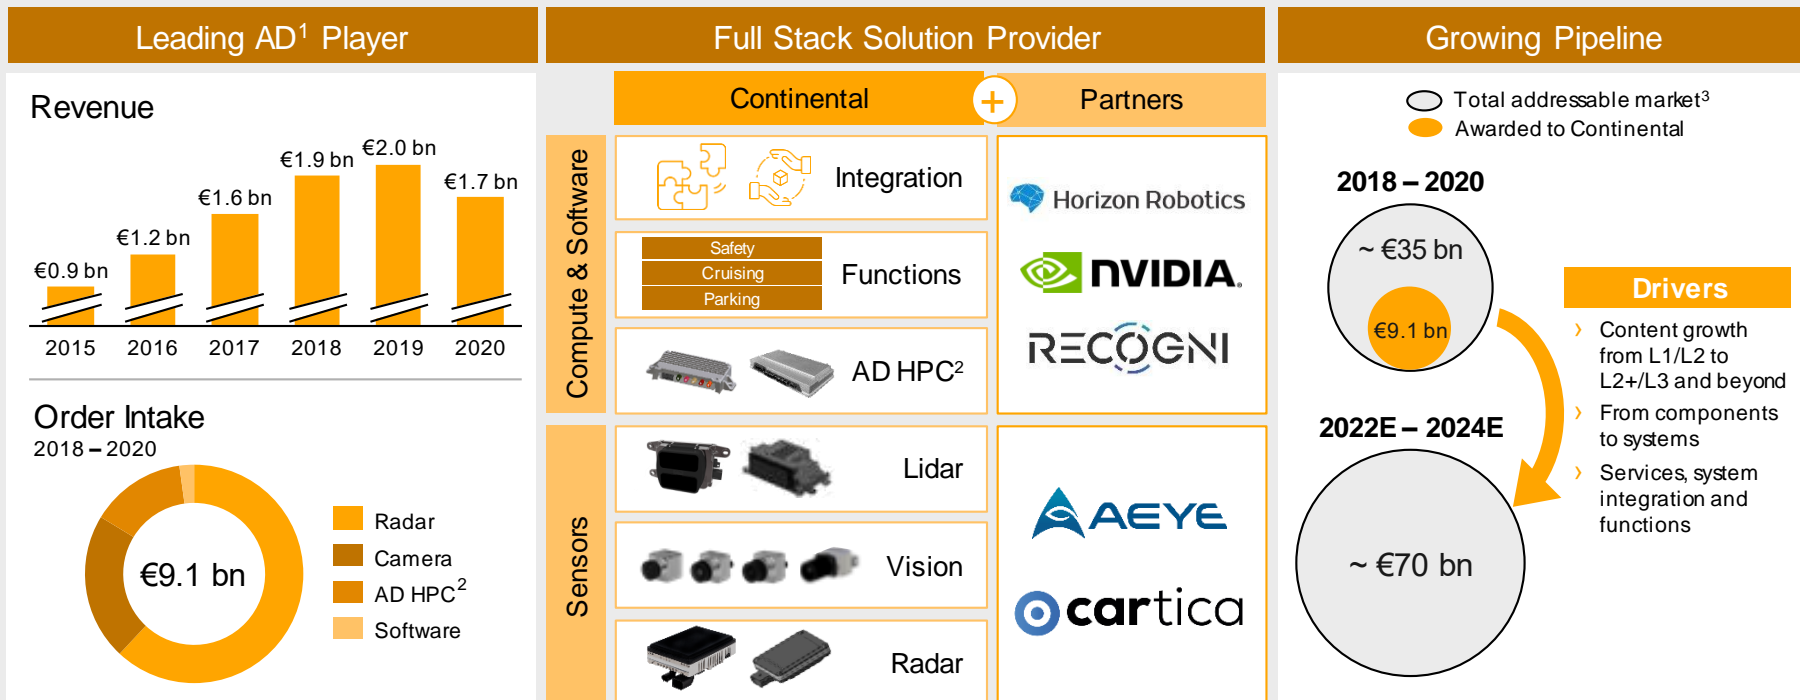 Leading AD¹ Player
Revenue
€0.9 bn
€1.2 bn
€1.6 bn
€1.9 bn
€2.0 bn
€1.7 bn
2015 2016 2017 2018 2019 2020
Order Intake
2018 – 2020
€9.1 bn
Radar
Camera
AD HPC²
Software
Full Stack Solution Provider
Continental
+
Partners
Compute & Software
Integration
Safety
Cruising
Parking
Functions
AD HPC²
Horizon Robotics
NVIDIA.
RECOGNI
Sensors
Lidar
Vision
Radar
AEYE
cartica
Growing Pipeline
Total addressable market³
Awarded to Continental
2018 – 2020
~ €35 bn
€9.1 bn
2022E – 2024E
~ €70 bn
Drivers
› Content growth
from L1/L2 to
L2+/L3 and beyond
› From components
to systems
› Services, system
integration and
functions